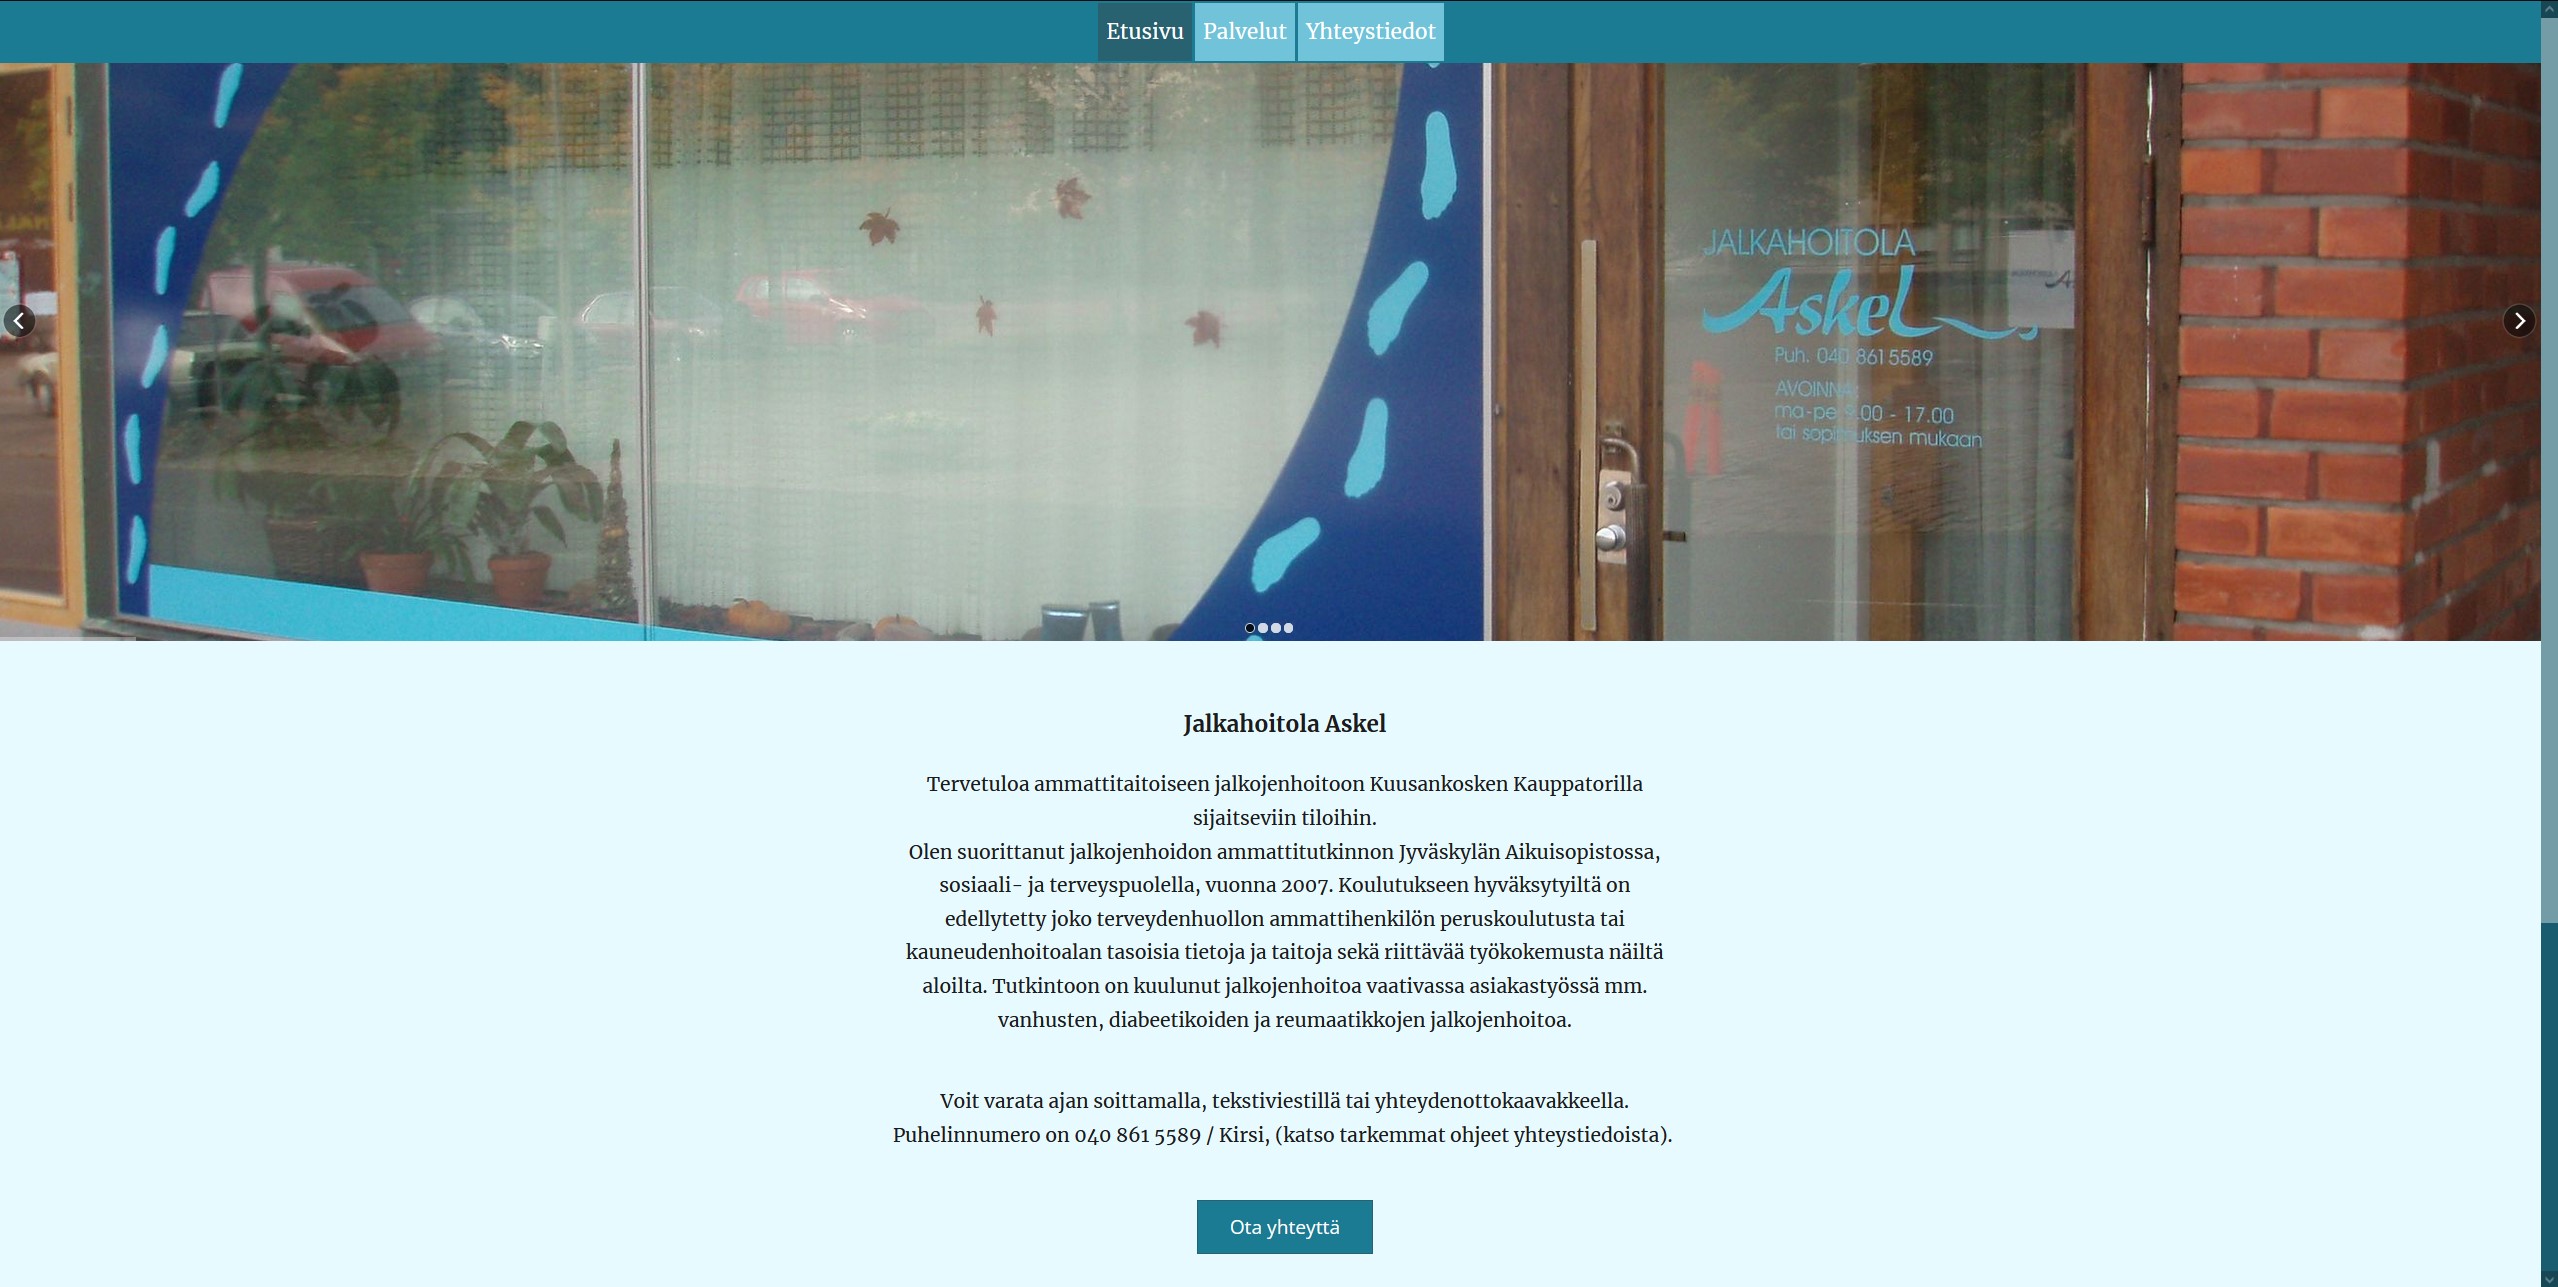 Etusivu Palvelut Yhteystiedot
JALKAHOITOLA
Askel
Puh. 040 861 5589
AVOINNA:
ma-pe 9.00 - 17.00
tai sopimuksen mukaan
Jalkahoitola Askel
Tervetuloa ammattitaitoiseen jalkojenhoitoon Kuusankosken Kauppatorilla
sijaitseviin tiloihin.
Olen suorittanut jalkojenhoidon ammattitutkinnon Jyväskylän Aikuisopistossa,
sosiaali- ja terveyspuolella, vuonna 2007. Koulutukseen hyväksytyiltä on
edellytetty joko terveydenhuollon ammattihenkilön peruskoulutusta tai
kauneudenhoitoalan tasoisia tietoja ja taitoja sekä riittävää työkokemusta näiltä
aloilta. Tutkintoon on kuulunut jalkojenhoitoa vaativassa asiakastyössä mm.
vanhusten, diabeetikoiden ja reumaatikkojen jalkojenhoitoa.
Voit varata ajan soittamalla, tekstiviestillä tai yhteydenottokaavakkeella.
Puhelinnumero on 040 861 5589 / Kirsi, (katso tarkemmat ohjeet yhteystiedoista).
Ota yhteyttä